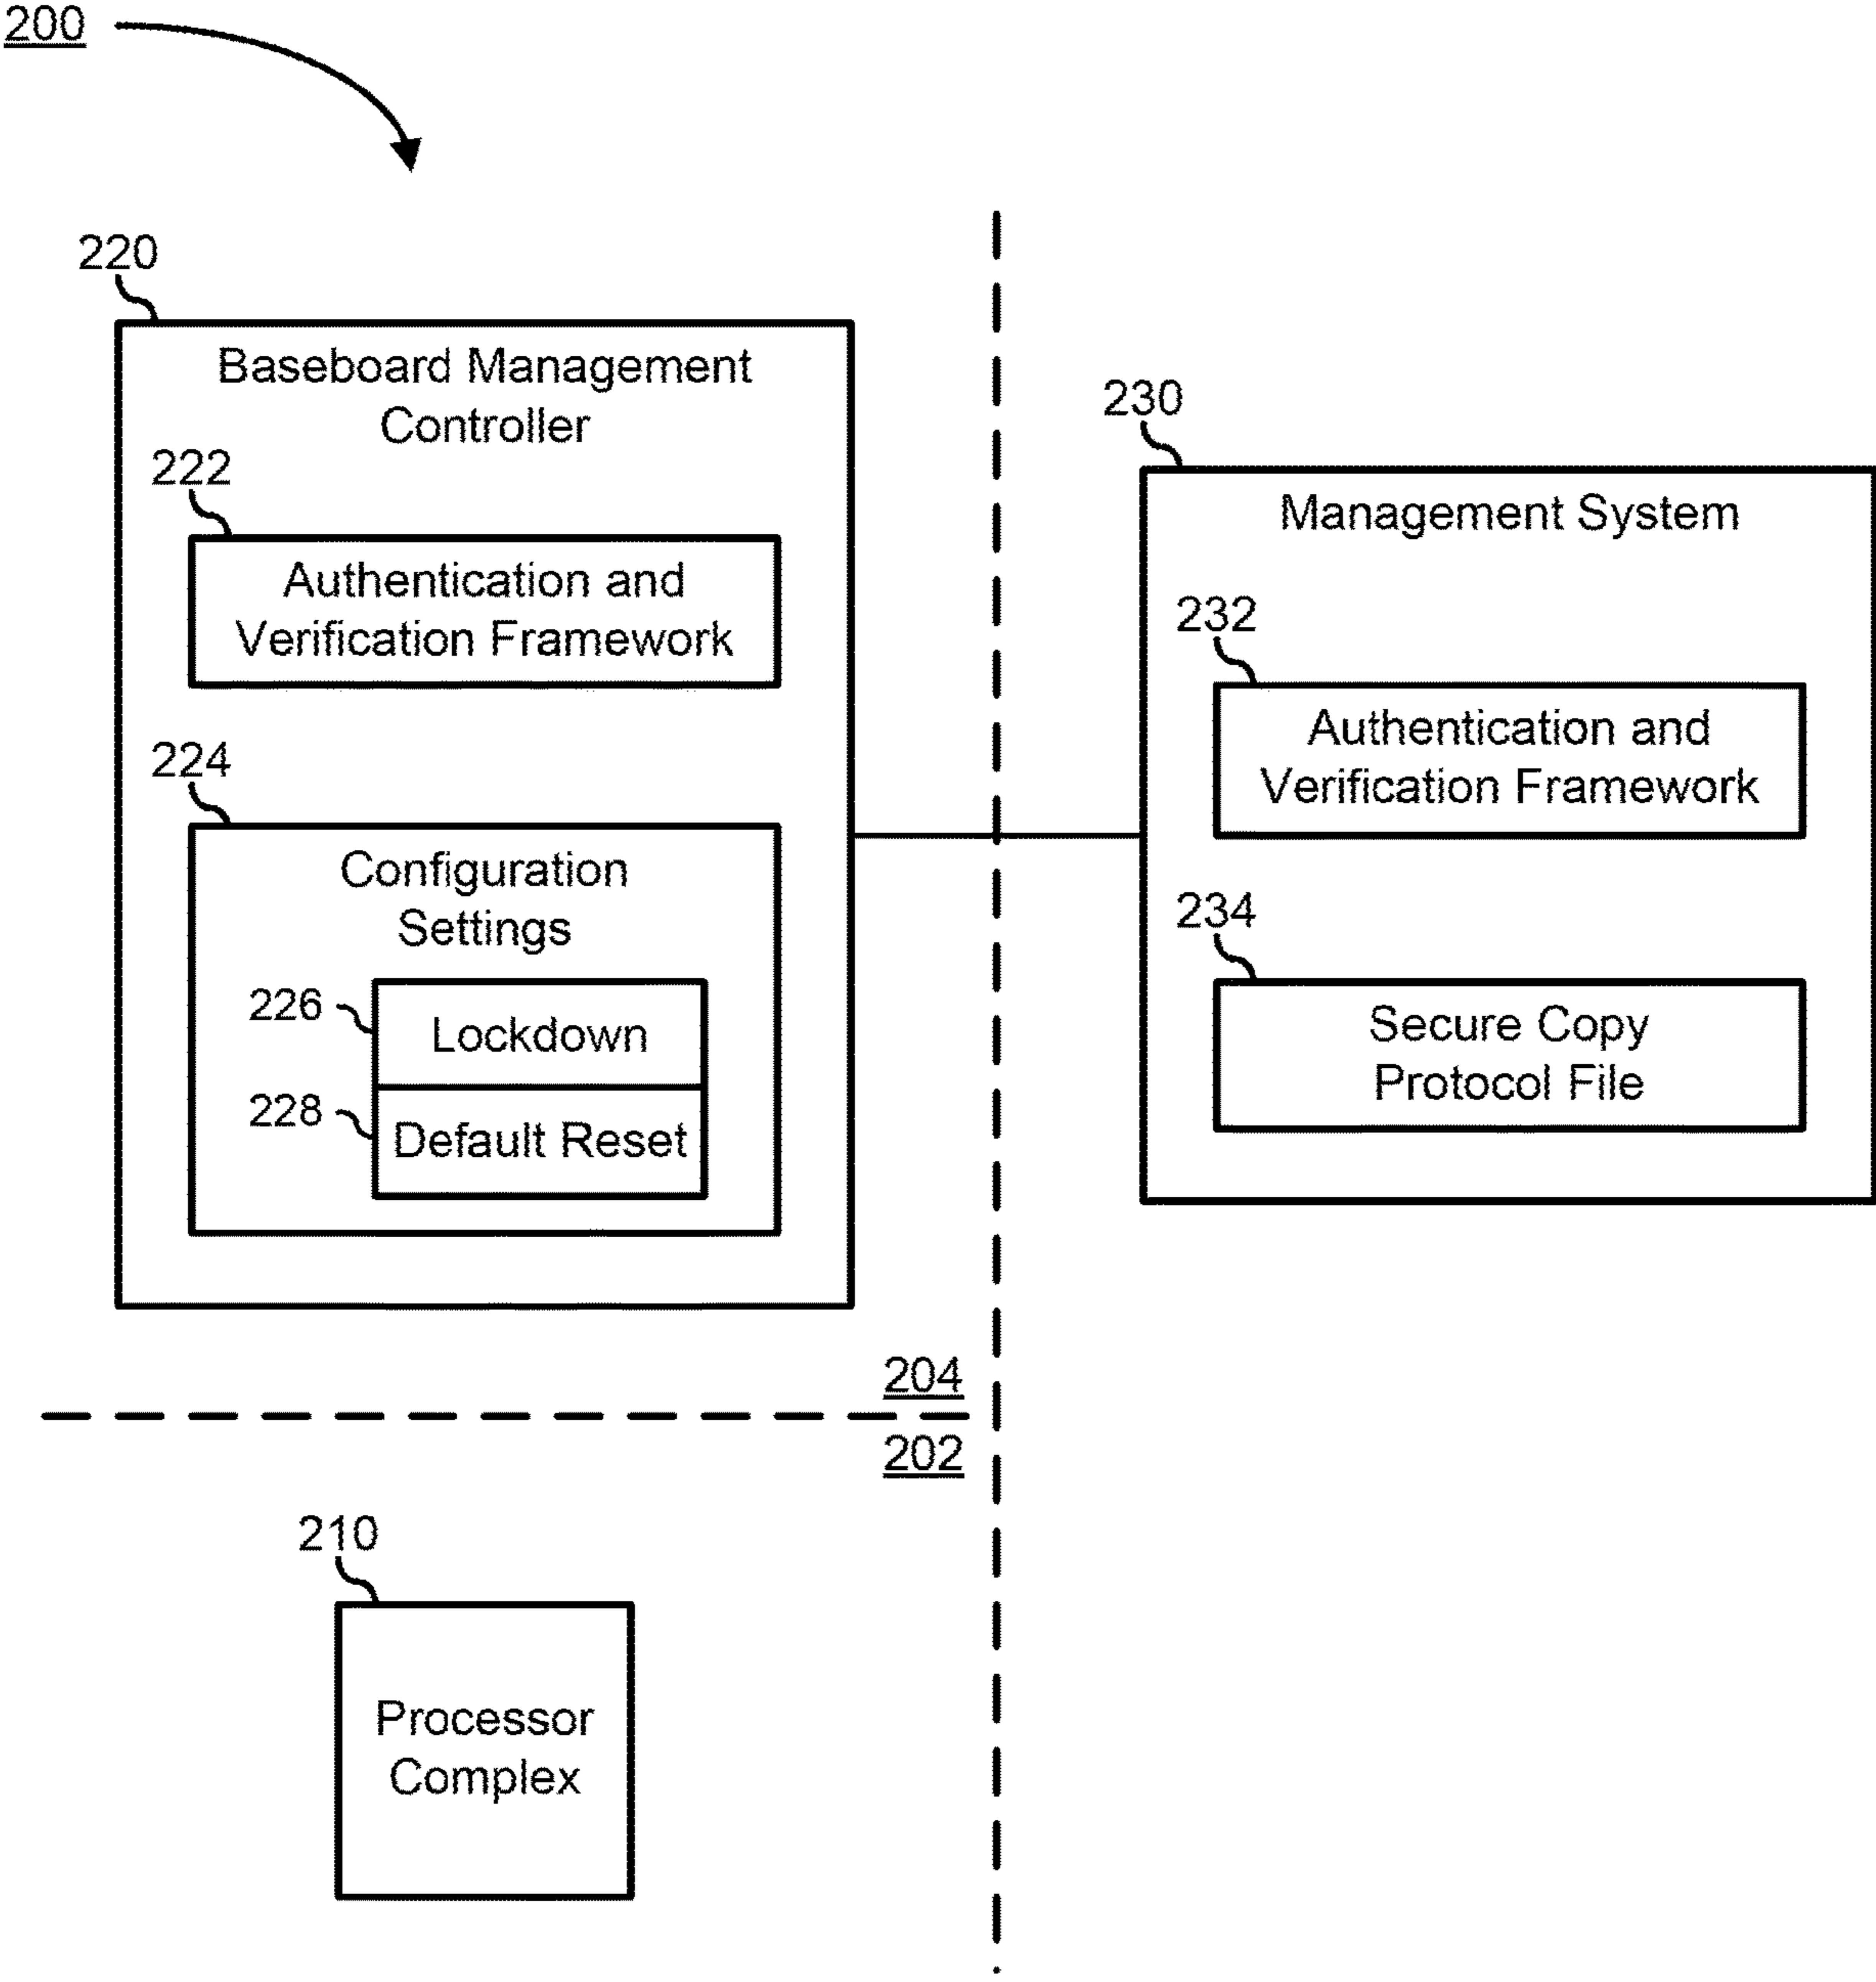 200
220
Baseboard Management
Controller
222
Authentication and
Verification Framework
224
Configuration
Settings
226
Lockdown
228
Default Reset
230
Management System
232
Authentication and
Verification Framework
234
Secure Copy
Protocol File
204
202
210
Processor
Complex